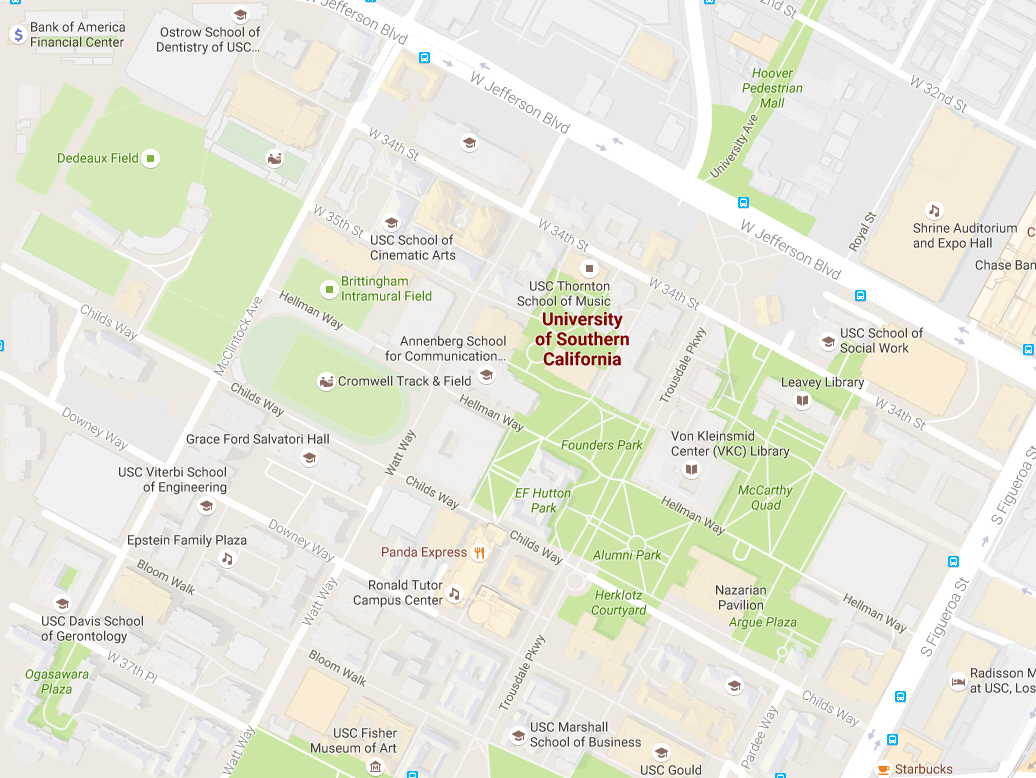 W Jefferson Blvd
W 32nd St
Bank of America
Financial Center
Ostrow School of
Dentistry of USC...
W Jefferson Blvd
Hoover
Pedestrian
Mall
W 32nd St
University Ave
Dedeaux Field
W 34th St
W 35th St
USC School of
Cinematic Arts
W 34th St
W Jefferson Blvd
Royal St
Shrine Auditorium
and Expo Hall
C
Chase Ban
Brittingham
Intramural Field
Hellman Way
USC Thornton
School of Music
W 34th St
University
of Southern
California
Childs Way
McClintock Ave
Annenberg School
for Communication...
Trousdale Pkwy
USC School of
Social Work
Cromwell Track & Field
Leavey Library
Childs Way
Hellman Way
W 34th St
Downey Way
Grace Ford Salvatori Hall
Watt Way
Founders Park
Von Kleinsmid
Center (VKC) Library
USC Viterbi School
of Engineering
Childs Way
EF Hutton
Park
McCarthy
Quad
Hellman Way
S Figueroa St
Downey Way
Epstein Family Plaza
Panda Express
Childs Way
Alumni Park
Bloom Walk
Watt Way
Ronald Tutor
Campus Center
Herklotz
Courtyard
Nazarian
Pavilion
Argue Plaza
Hellman Way
S Figueroa St
USC Davis School
of Gerontology
W 37th Pl
Bloom Walk
Trousdale Pkwy
Ogasawara
Plaza
Radisson M
at USC, Los
Childs Way
Pardee Way
Watt Way
USC Fisher
Museum of Art
USC Marshall
School of Business
USC Gould
Starbucks